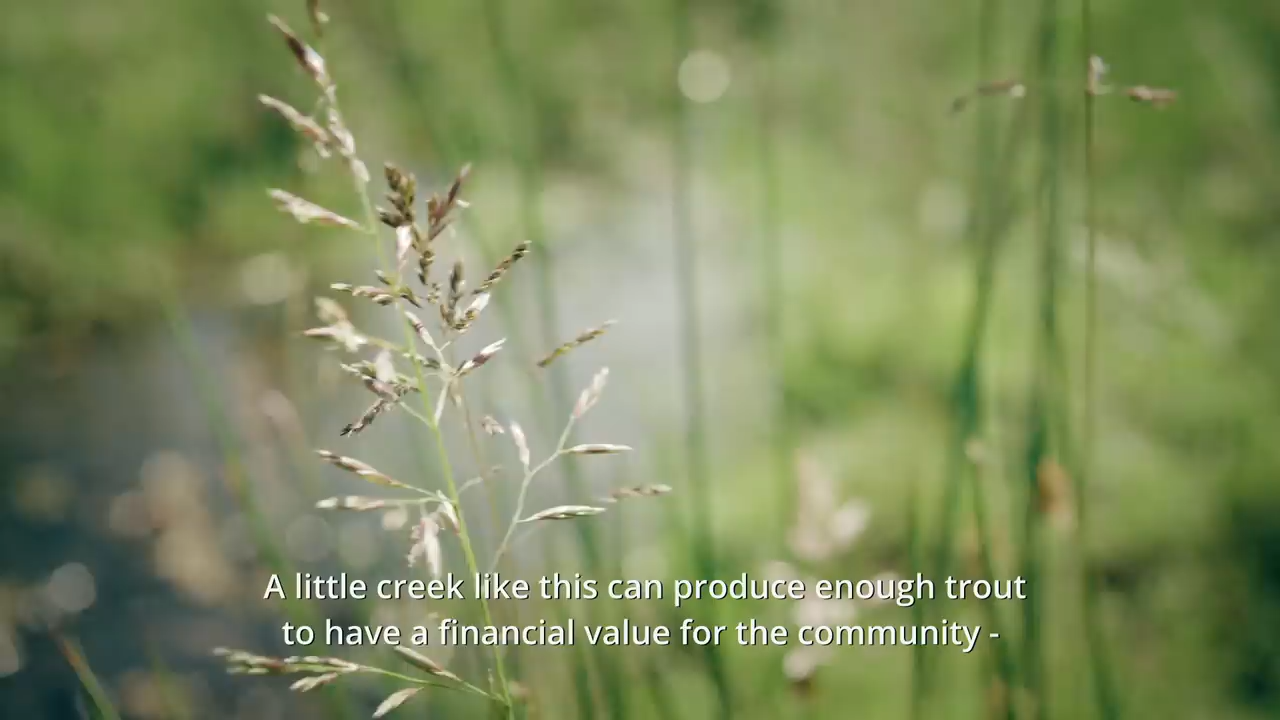 A little creek like this can produce enough trout
to have a financial value for the community -